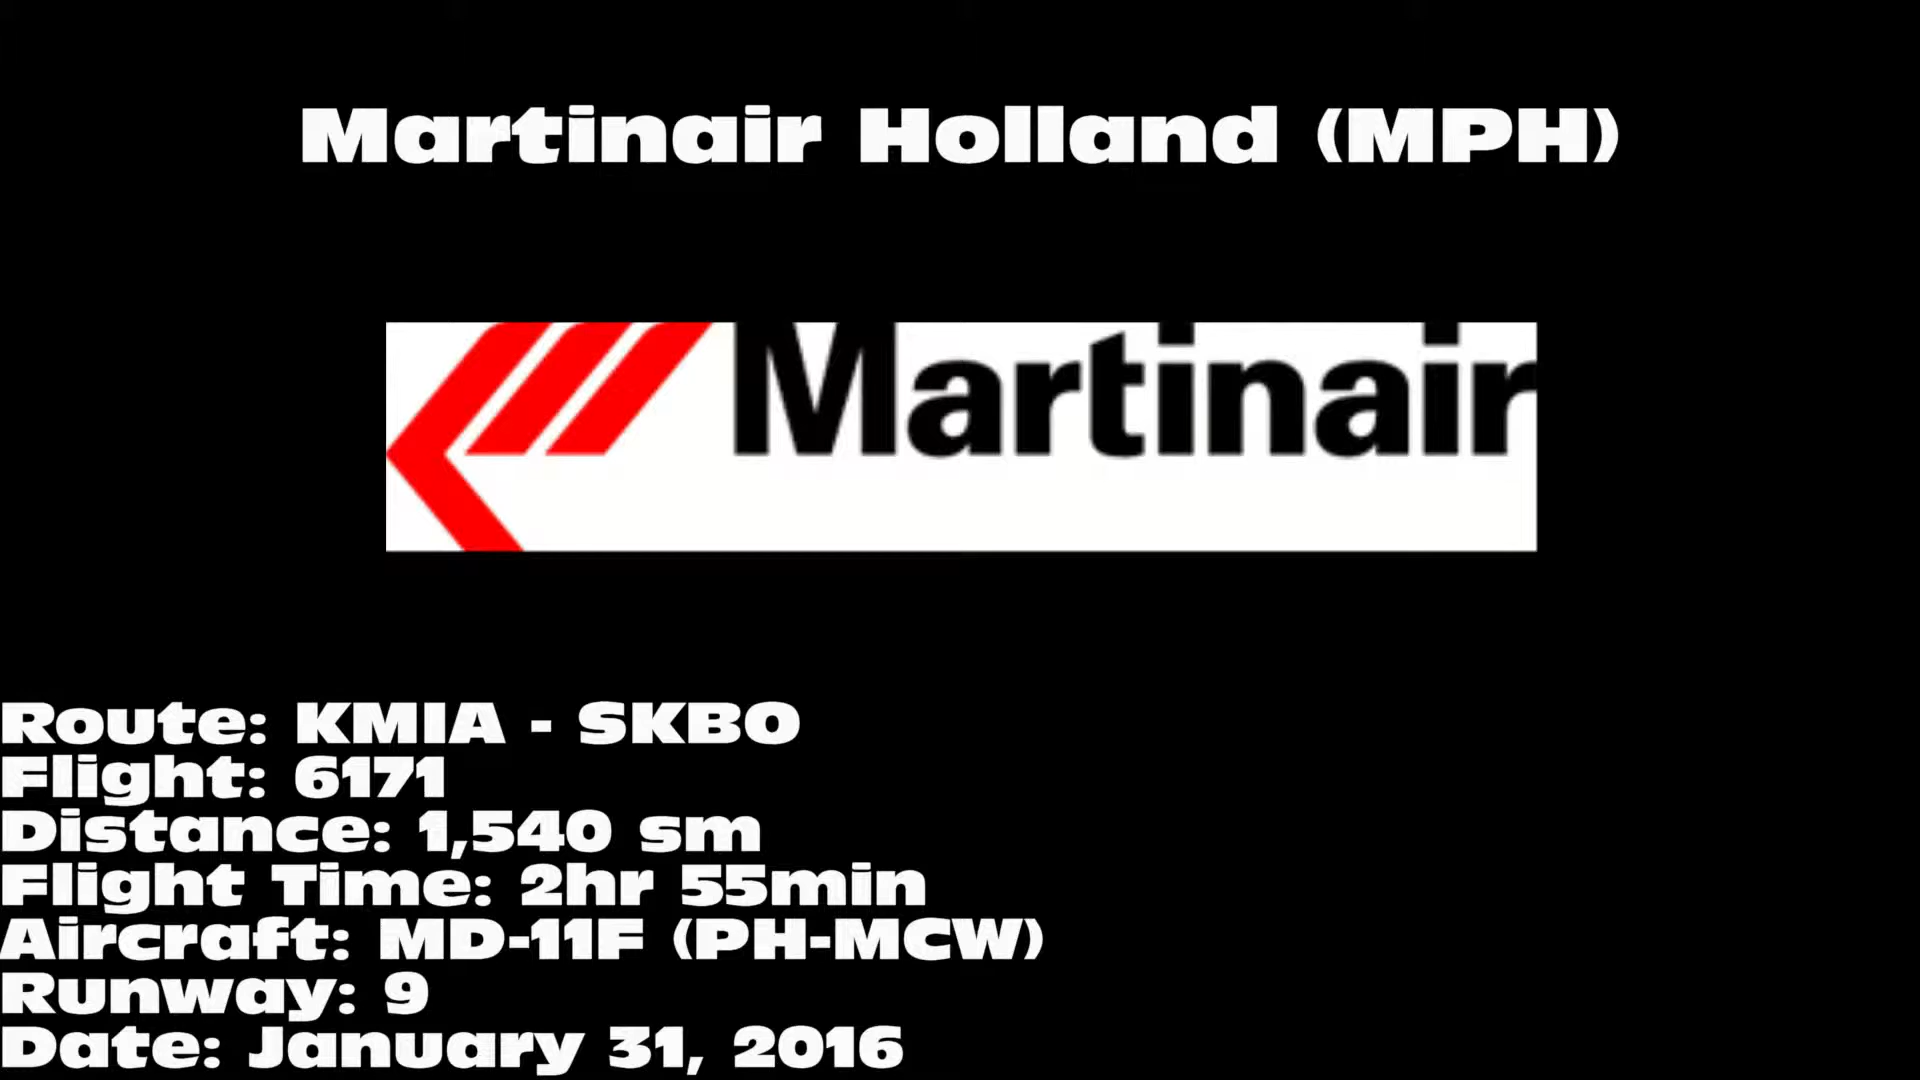 Martinair Holland (MPH)
Martinair
Route: KMIA - SKBO
Flight: 6171
Distance: 1,540 sm
Flight Time: 2hr 55min
Aircraft: MD-11F (PH-MCW)
Runway: 9
Date: January 31, 2016